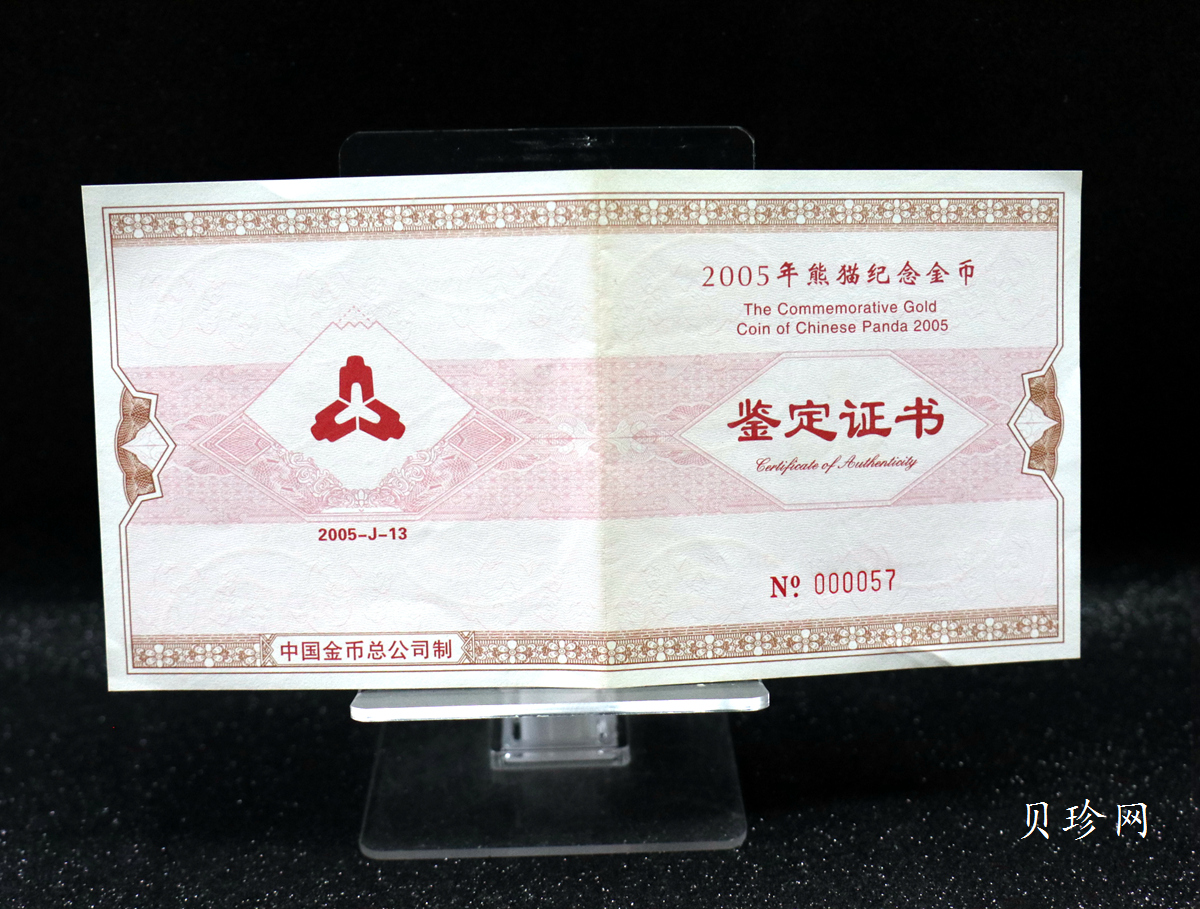 2005-J-13
中国金币总公司制
2005年熊猫纪念金币
The Commemorative Gold
Coin of Chinese Panda 2005
鉴定证书
Certificate of Authenticity
Nº 000057
贝珍网